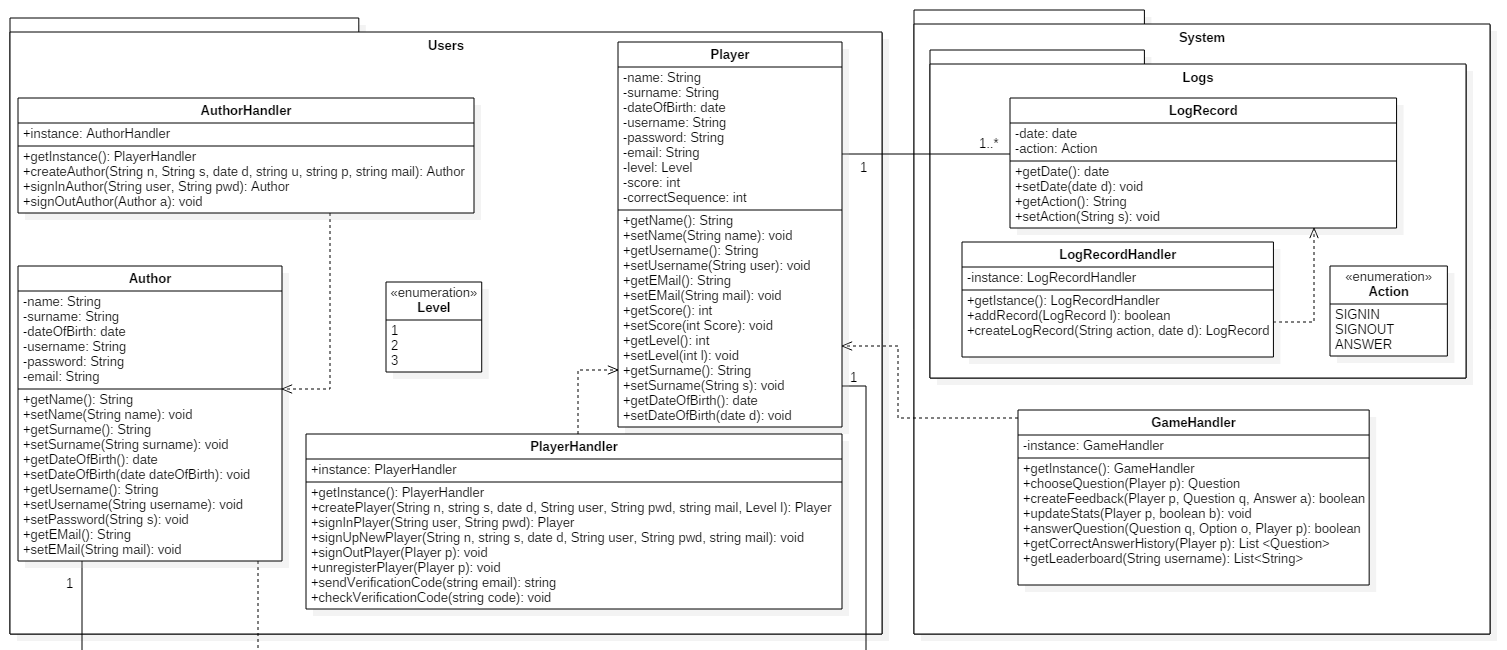 Users
AuthorHandler
+instance: AuthorHandler
+getInstance(): PlayerHandler
+createAuthor(String n, String s, date d, string u, string p, string mail): Author
+signInAuthor(String user, String pwd): Author
+signOutAuthor(Author a): void
Author
-name: String
-surname: String
-dateOfBirth: date
-username: String
-password: String
-email: String
+getName(): String
+setName(String name): void
+getSurname(): String
+setSurname(String surname): void
+getDateOfBirth(): date
+setDateOfBirth(date dateOfBirth): void
+getUsername(): String
+setUsername(String username): void
+setPassword(String s): void
+getEMail(): String
+setEMail(String mail): void
1
«enumeration»
Level
1
2
3
Player
-name: String
-surname: String
-dateOfBirth: date
-username: String
-password: String
-email: String
-level: Level
-score: int
-correctSequence: int
+getName(): String
+setName(String name): void
+getUsername(): String
+setUsername(String user): void
+getEMail(): String
+setEMail(String mail): void
+getScore(): int
+setScore(int Score): void
+getLevel(): int
+setLevel(int l): void
+getSurname(): String
+setSurname(String s): void
+getDateOfBirth(): date
+setDateOfBirth(date d): void
1
1
PlayerHandler
+instance: PlayerHandler
+getInstance(): PlayerHandler
+createPlayer(String n, string s, date d, String user, String pwd, string mail, Level l): Player
+signInPlayer(String user, String pwd): Player
+signUpNewPlayer(String n, string s, date d, String user, String pwd, string mail): void
+signOutPlayer(Player p): void
+unregisterPlayer(Player p): void
+sendVerificationCode(string email): string
+checkVerificationCode(string code): void
System
Logs
1..*
LogRecord
-date: date
-action: Action
+getDate(): date
+setDate(date d): void
+getAction(): String
+setAction(String s): void
LogRecordHandler
-instance: LogRecordHandler
+getIstance(): LogRecordHandler
+addRecord(LogRecord l): boolean
+createLogRecord(String action, date d): LogRecord
«enumeration»
Action
SIGNIN
SIGNOUT
ANSWER
GameHandler
-instance: GameHandler
+getInstance(): GameHandler
+chooseQuestion(Player p): Question
+createFeedback(Player p, Question q, Answer a): boolean
+updateStats(Player p, boolean b): void
+answerQuestion(Question q, Option o, Player p): boolean
+getCorrectAnswerHistory(Player p): List <Question>
+getLeaderboard(String username): List<String>